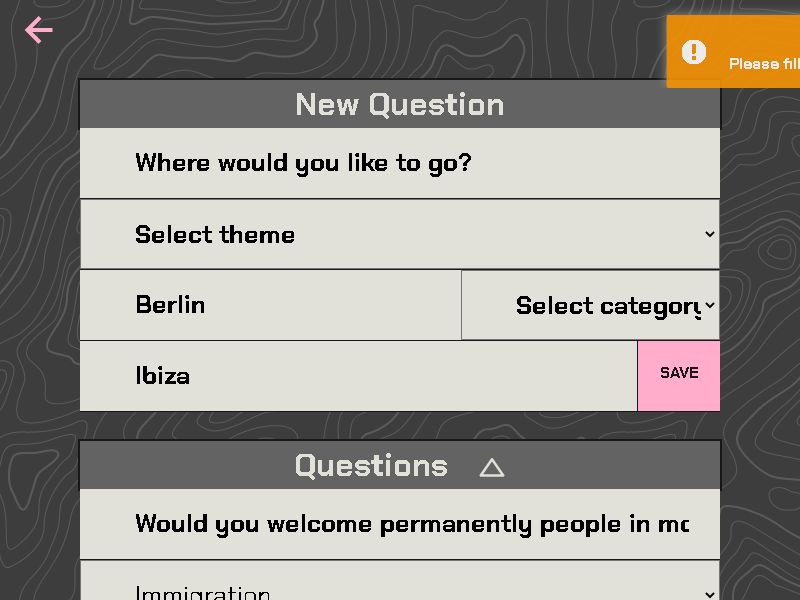 Please fil
New Question
Where would you like to go?
Select theme
Berlin
Select category
Ibiza
SAVE
Questions
Would you welcome permanently people in mo
Immigration